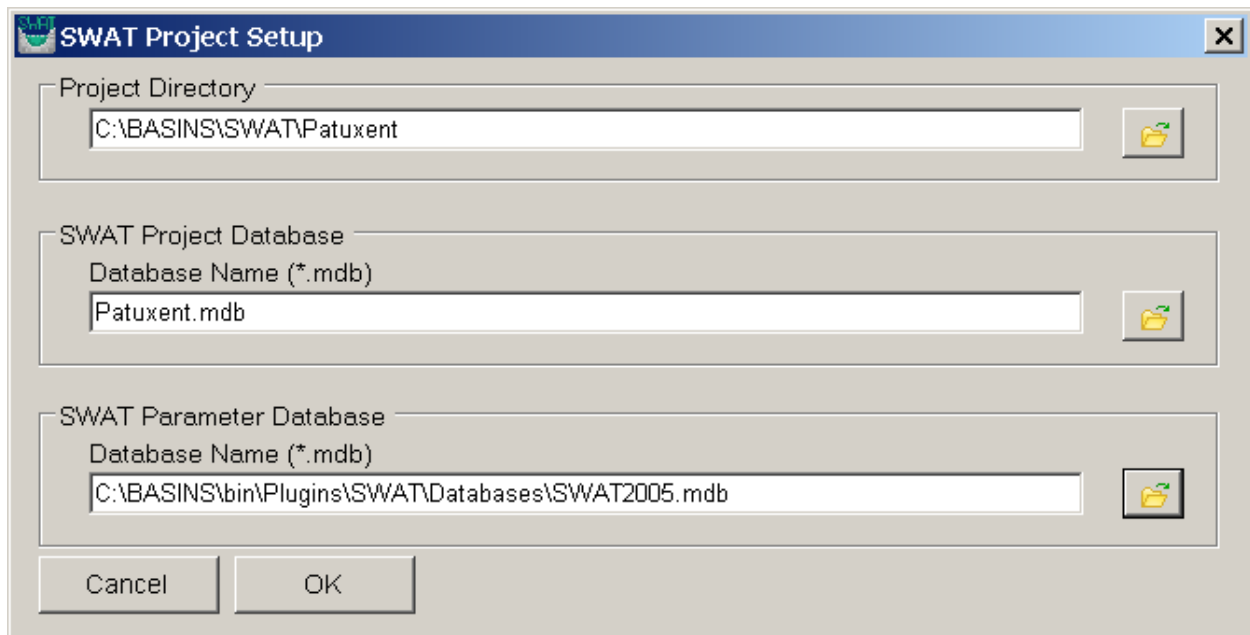 SWAT
SWAT Project Setup
Project Directory
C:\BASINS\SWAT\Patuxent
SWAT Project Database
Database Name (*.mdb)
Patuxent.mdb
SWAT Parameter Database
Database Name (*.mdb)
C:\BASINS\bin\Plugins\SWAT\Databases\SWAT2005.mdb
Cancel OK